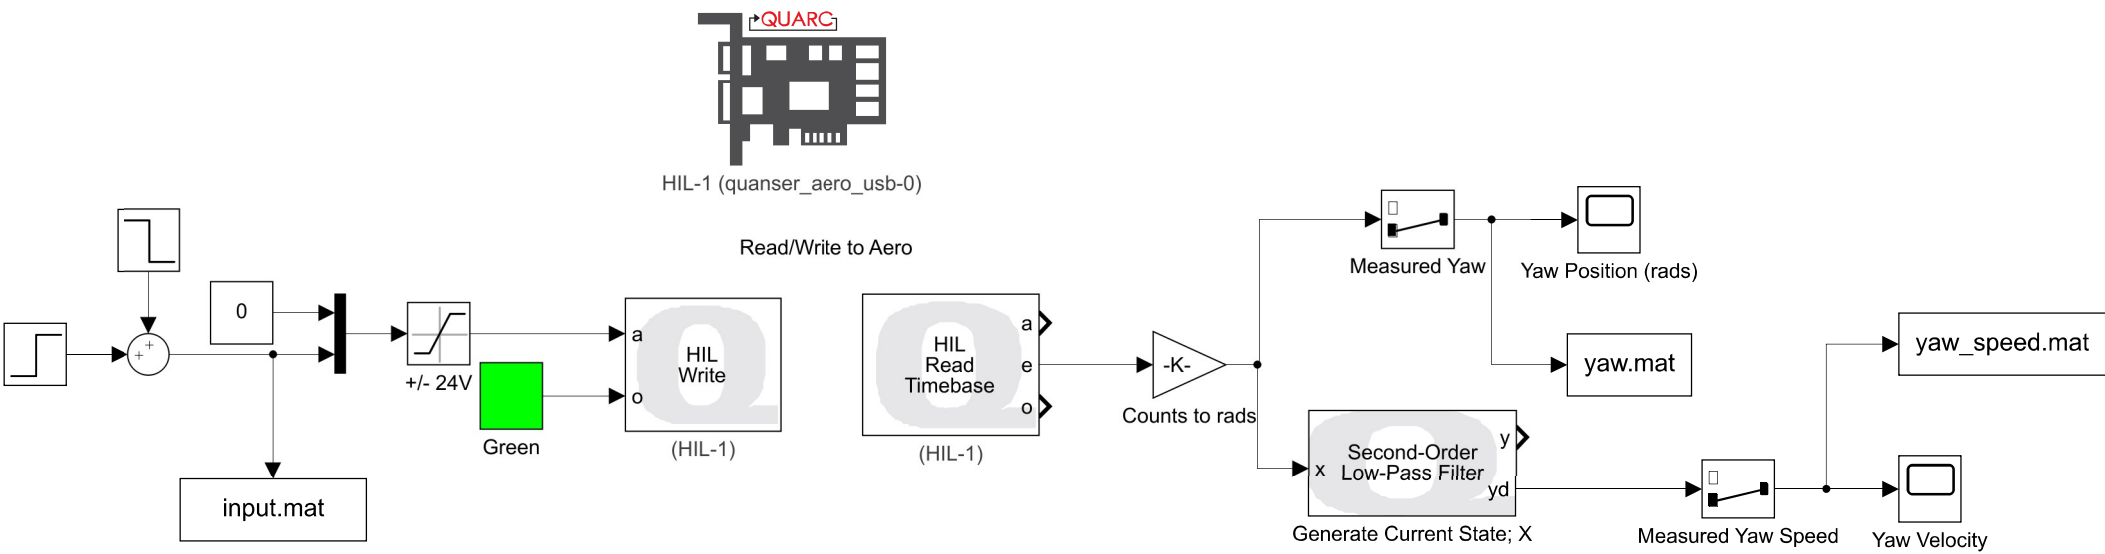 QUARC
HIL-1 (quanser_aero_usb-0)
Read/Write to Aero
0
+
+
+/- 24V
Green
input.mat
a
o
HIL
Write
(HIL-1)
HIL
Read
Timebase
a
e
o
(HIL-1)
-K-
Counts to rads
Measured Yaw
Yaw Position (rads)
yaw.mat
x
Second-Order
Low-Pass Filter
y
yd
Generate Current State; X
Measured Yaw Speed
yaw_speed.mat
Yaw Velocity